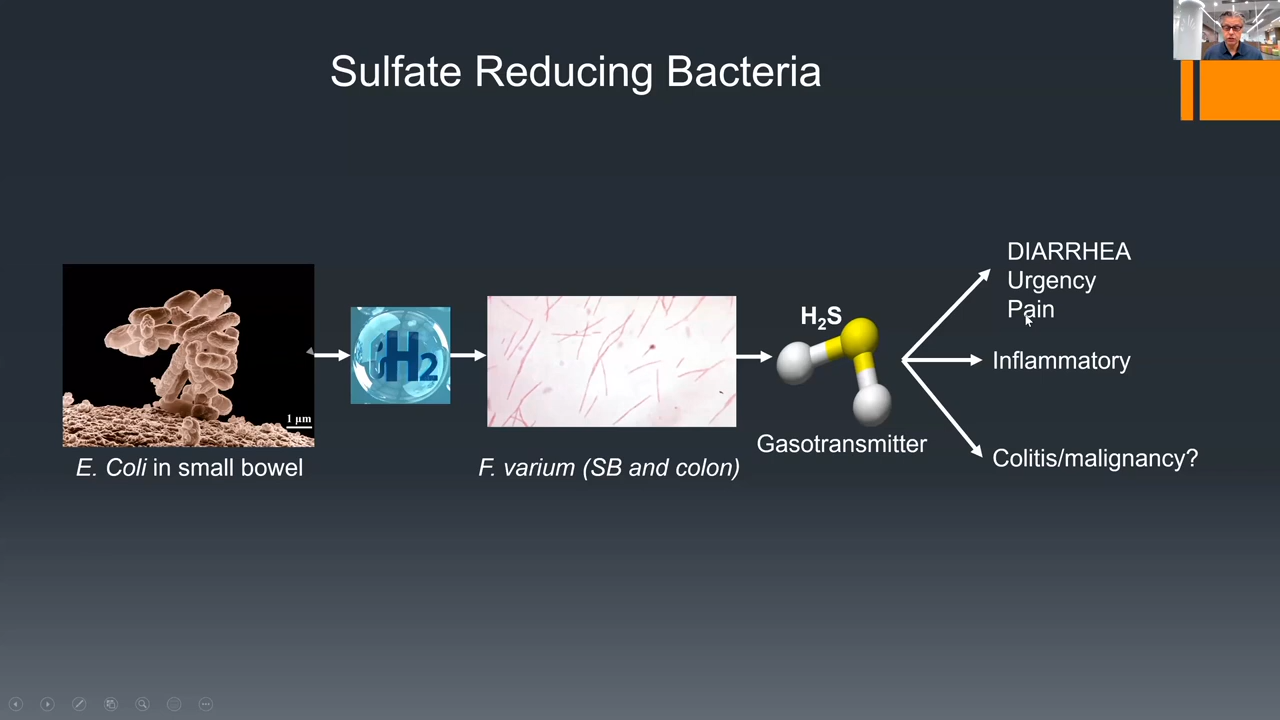 Sulfate Reducing Bacteria
1 µm
E. Coli in small bowel
H2
F. varium (SB and colon)
H₂S
Gasotransmitter
DIARRHEA
Urgency
Pain
Inflammatory
Colitis/malignancy?